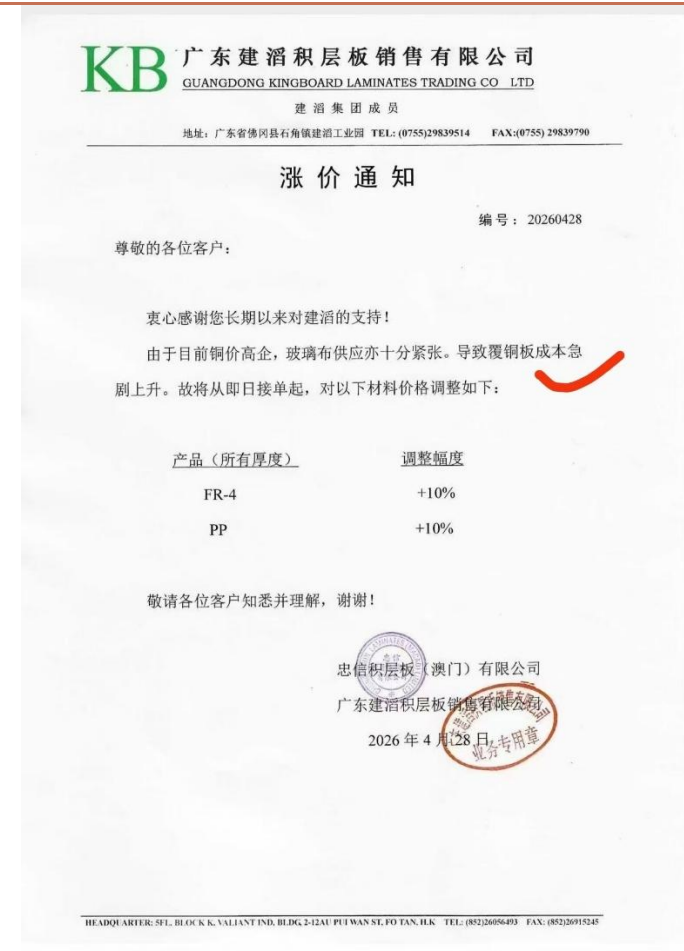 KB 广东建滔积层板销售有限公司
GUANGDONG KINGBOARD LAMINATES TRADING CO LTD
建滔集团成员
地址：广东省佛冈县石角镇建滔工业园 TEL: (0755)29839514 FAX:(0755) 29839790
涨价通知
编号：20260428
尊敬的各位客户：
衷心感谢您长期以来对建滔的支持！
由于目前铜价高企，玻璃布供应亦十分紧张。导致覆铜板成本急
剧上升。故将从即日接单起，对以下材料价格调整如下：
产品（所有厚度） 调整幅度
FR-4 +10%
PP +10%
敬请各位客户知悉并理解，谢谢！
忠信积层板（澳门）有限公司
广东建滔积层板销售有限公司
2026 年 4 月 28 日
业务专用章
HEADQUARTER: 5FL. BLOCK K, VALIANT IND, BLDG, 2-12AU PUI WAN ST, FO TAN, H.K TEL: (852)26056493 FAX: (852)26915245